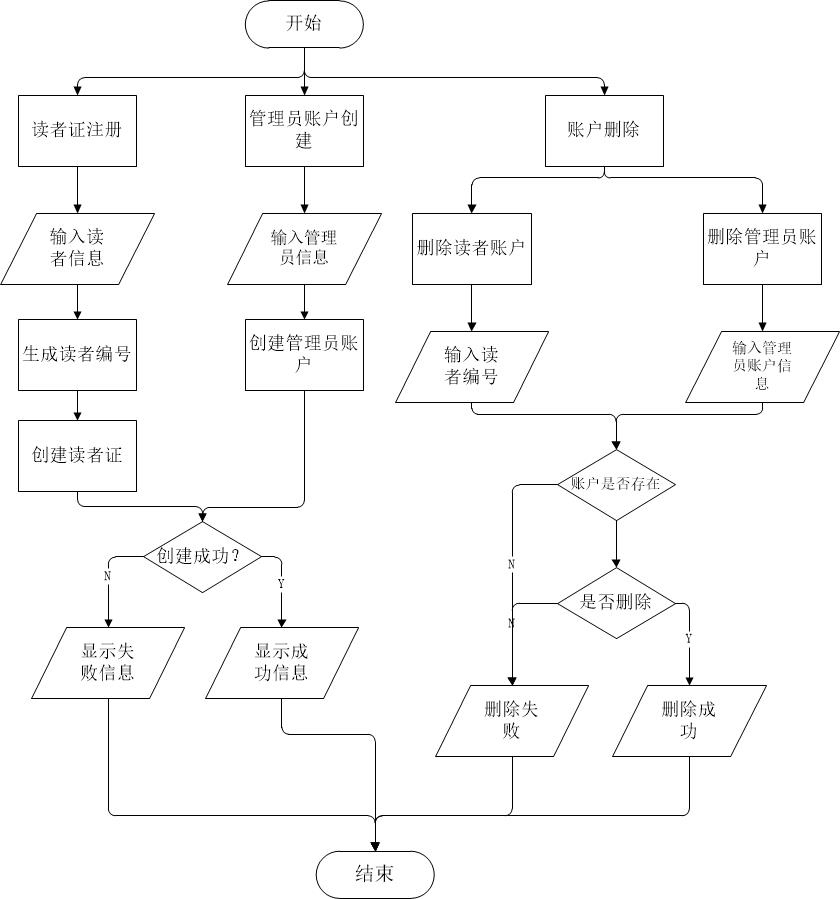 开始
读者证注册
管理员账户创
建
账户删除
输入读
者信息
输入管理
员信息
删除读者账户
删除管理员账
户
生成读者编号
创建管理员账
户
输入读
者编号
输入管理
员账户信
息
创建读者证
账户是否存在
创建成功?
N
Y
N
是否删除
N
Y
显示失
败信息
显示成
功信息
删除失
败
删除成
功
结束